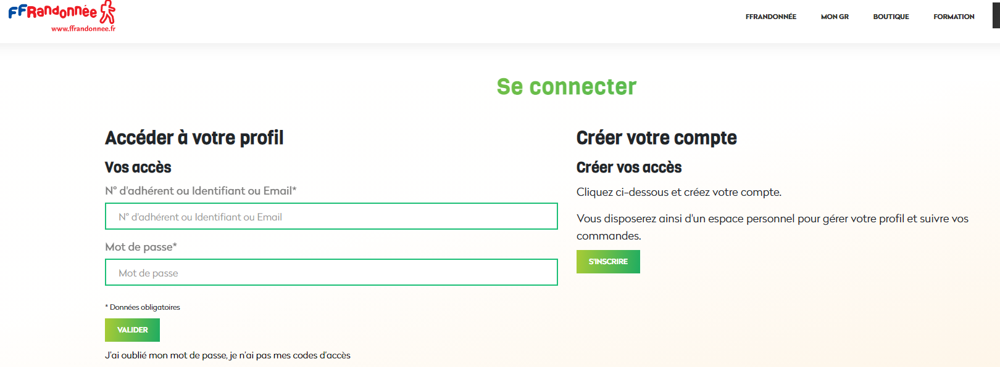 FFRandonnée
www.ffrandonnee.fr
FFRANDONNÉE MON GR BOUTIQUE FORMATION
Se connecter
Accéder à votre profil
Vos accès
N° d'adhérent ou Identifiant ou Email*
N° d'adhérent ou Identifiant ou Email
Mot de passe*
Mot de passe
* Données obligatoires
VALIDER
J'ai oublié mon mot de passe, je n'ai pas mes codes d'accès
Créer votre compte
Créer vos accès
Cliquez ci-dessous et créez votre compte.
Vous disposerez ainsi d'un espace personnel pour gérer votre profil et suivre vos
commandes.
S'INSCRIRE